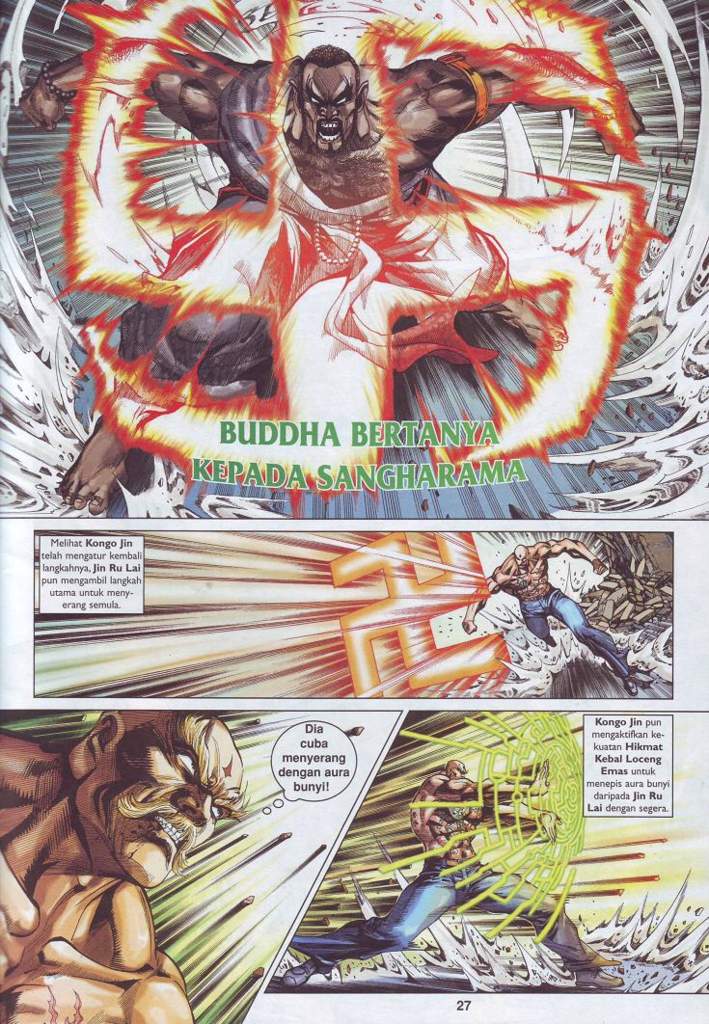 BUDDHA BERTANYA
KEPADA SANGHARAMA
Melihat Kongo Jin
telah mengatur kembali
langkahnya, Jin Ru Lai
pun mengambil langkah
utama untuk meny-
erang semula.
Dia
cuba
menyerang
dengan aura
bunyi!
Kongo Jin pun
mengaktifkan ke-
kuatan Hikmat
Kebal Loceng
Emas untuk
menepis aura bunyi
daripada Jin Ru
Lai dengan segera.
27